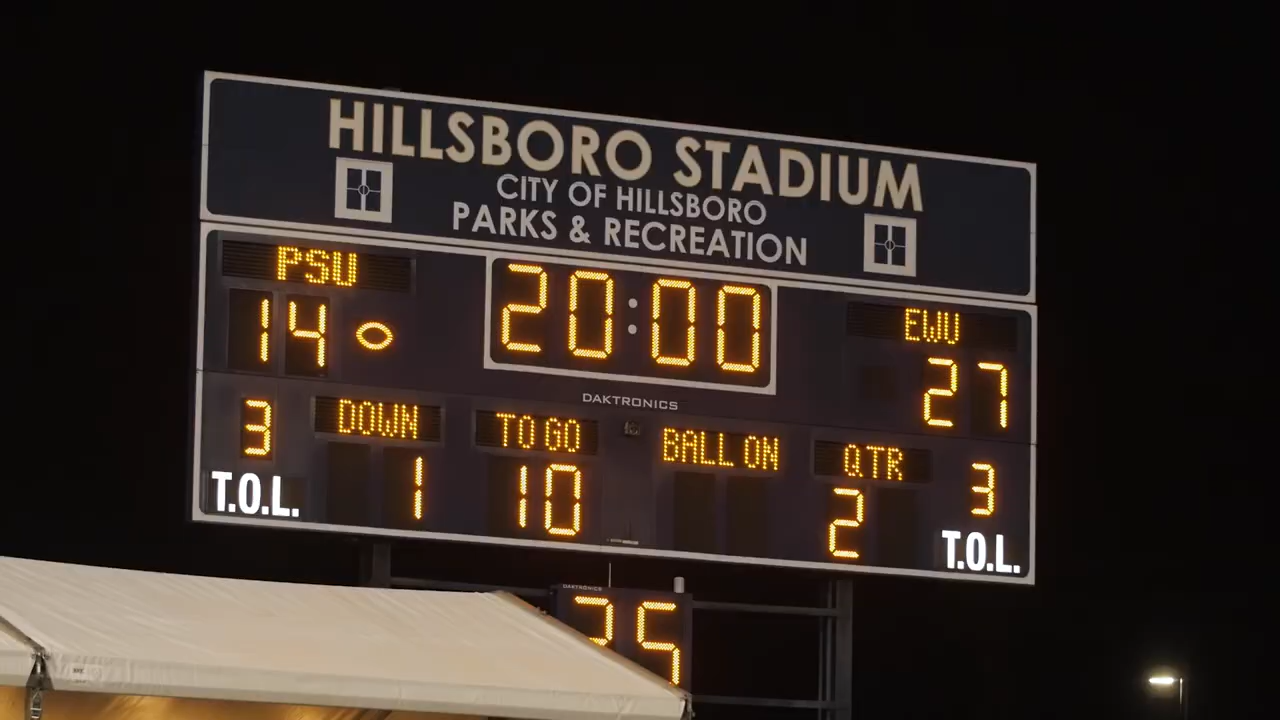 HILLSBORO STADIUM
CITY OF HILLSBORO
PARKS & RECREATION
PSU
20:00
EWU
14
27
DAKTRONICS
3
DOWN
TO GO
BALL ON
QTR
3
1
10
2
T.O.L.
T.O.L.
DAKTRONICS
25